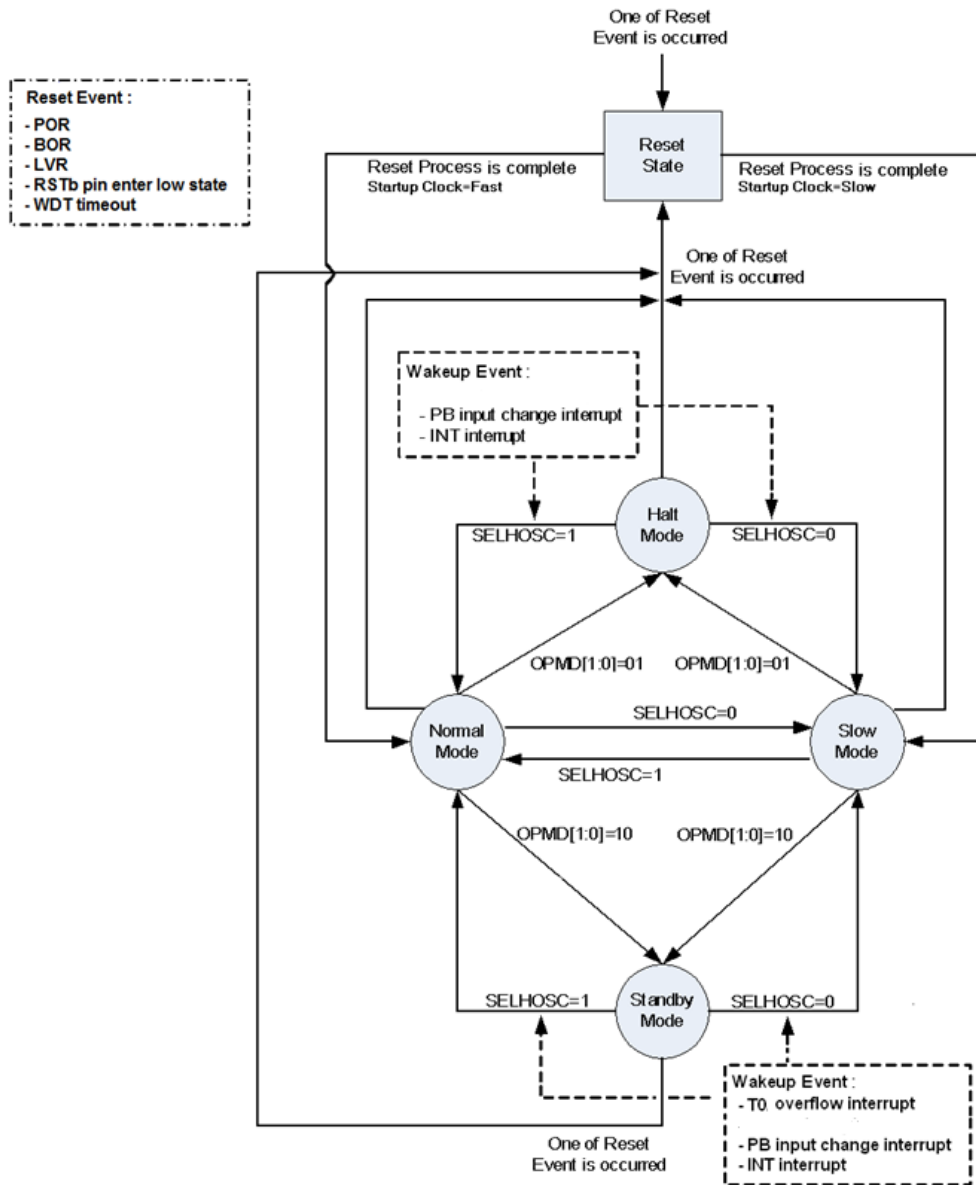 One of Reset
Event is occurred
Reset Event :
- POR
- BOR
- LVR
- RSTb pin enter low state
- WDT timeout
Reset
State
Reset Process is complete
Startup Clock=Fast
Reset Process is complete
Startup Clock=Slow
One of Reset
Event is occurred
Wakeup Event :
- PB input change interrupt
- INT interrupt
Halt
Mode
SELHOSC=1
SELHOSC=0
OPMD[1:0]=01
OPMD[1:0]=01
Normal
Mode
SELHOSC=0
Slow
Mode
SELHOSC=1
OPMD[1:0]=10
OPMD[1:0]=10
SELHOSC=1
Standby
Mode
SELHOSC=0
Wakeup Event :
- T0 overflow interrupt
- PB input change interrupt
- INT interrupt
One of Reset
Event is occurred